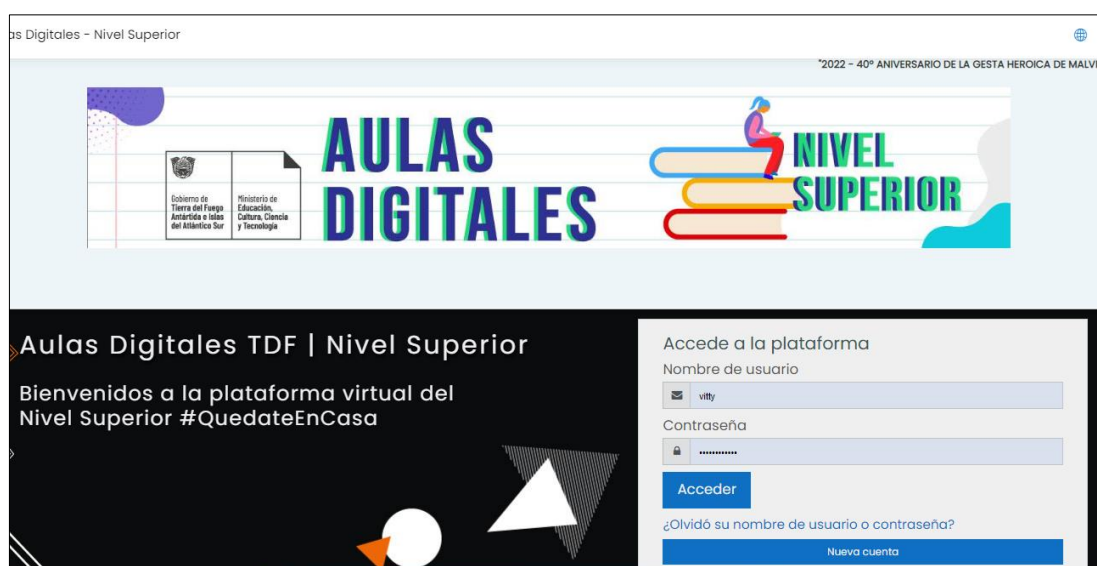 as Digitales - Nivel Superior
"2022 - 40º ANIVERSARIO DE LA GESTA HEROICA DE MALVI
AULAS
DIGITALES
NIVEL
SUPERIOR
Gobierno de
Tierra del Fuego
Antártida e Islas
del Atlántico Sur
Ministerio de
Educación,
Cultura, Ciencia
y Tecnología
Aulas Digitales TDF | Nivel Superior
Bienvenidos a la plataforma virtual del
Nivel Superior #QuedateEnCasa
Accede a la plataforma
Nombre de usuario
vitty
Contraseña
............
Acceder
¿Olvidó su nombre de usuario o contraseña?
Nueva cuenta